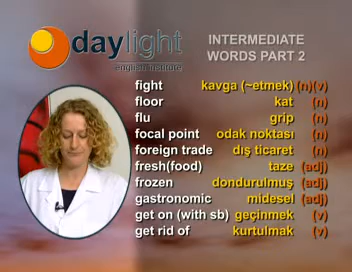 daylight
english institute
INTERMEDIATE
WORDS PART 2
fight kavga (~etmek) (n)(v)
floor kat (n)
flu grip (n)
focal point odak noktası (n)
foreign trade dış ticaret (n)
fresh(food) taze (adj)
frozen dondurulmuş (adj)
gastronomic midesel (adj)
get on (with sb) geçinmek (v)
get rid of kurtulmak (v)